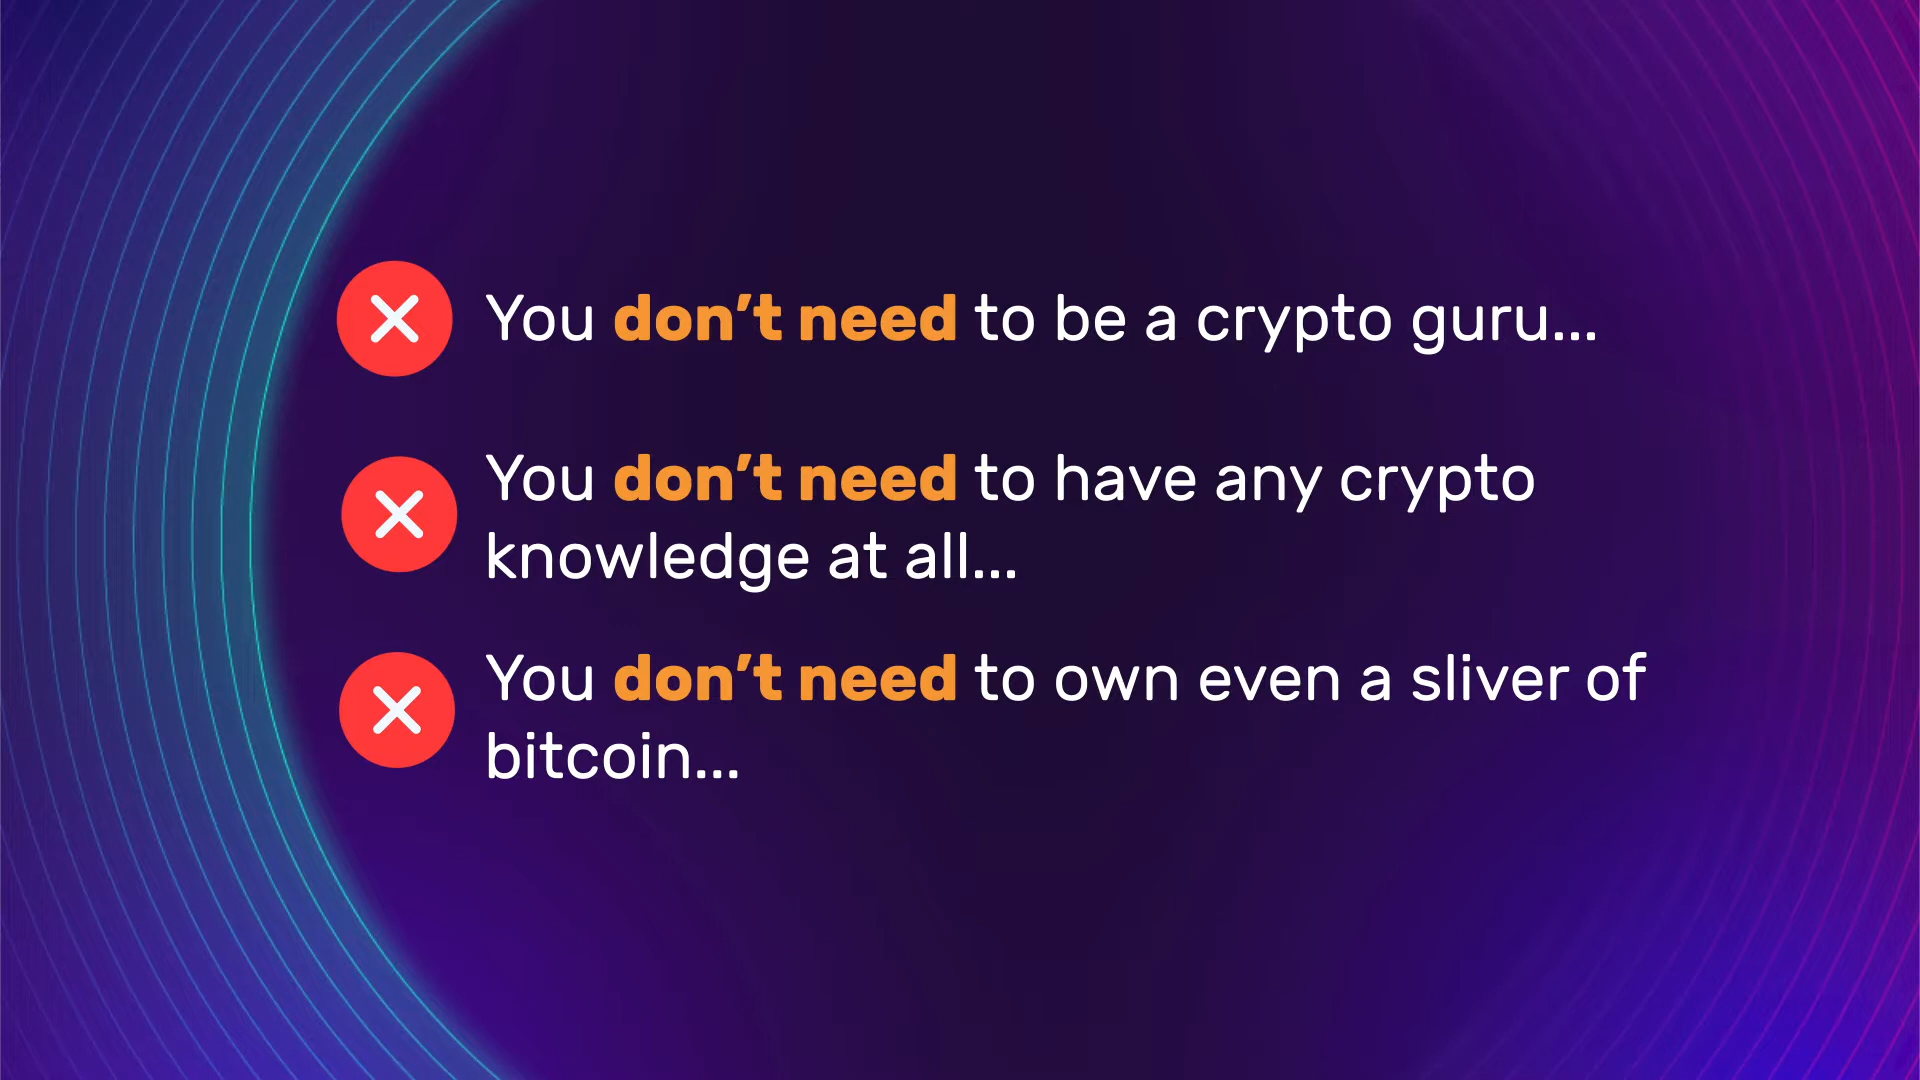 You don’t need to be a crypto guru...
You don’t need to have any crypto
knowledge at all...
You don’t need to own even a sliver of
bitcoin...